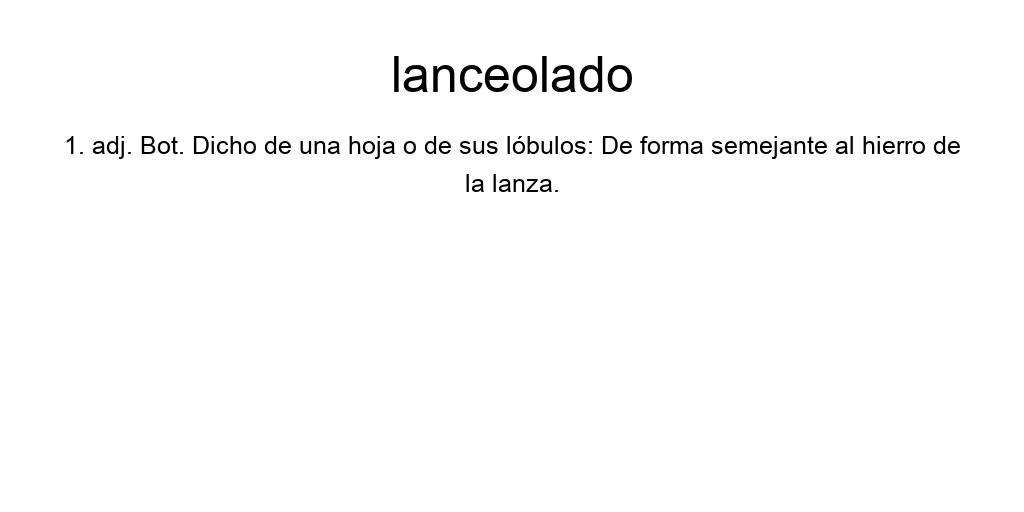 lanceolado
1. adj. Bot. Dicho de una hoja o de sus lóbulos: De forma semejante al hierro de
la lanza.